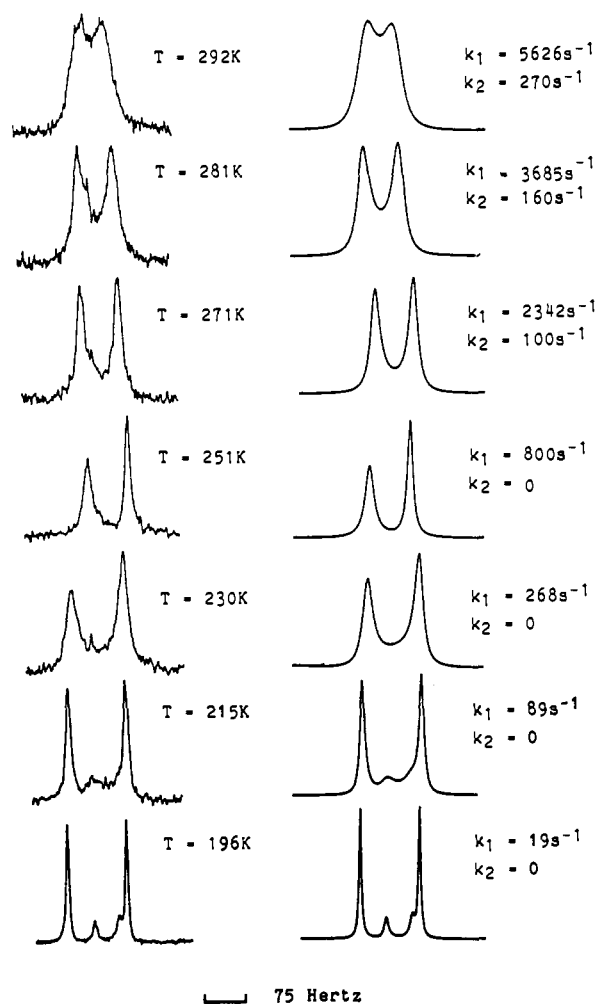 T = 292K
k₁ = 5626s⁻¹
k₂ = 270s⁻¹
T = 281K
k₁ = 3685s⁻¹
k₂ = 160s⁻¹
T = 271K
k₁ = 2342s⁻¹
k₂ = 100s⁻¹
T = 251K
k₁ = 800s⁻¹
k₂ = 0
T = 230K
k₁ = 268s⁻¹
k₂ = 0
T = 215K
k₁ = 89s⁻¹
k₂ = 0
T = 196K
k₁ = 19s⁻¹
k₂ = 0
75 Hertz